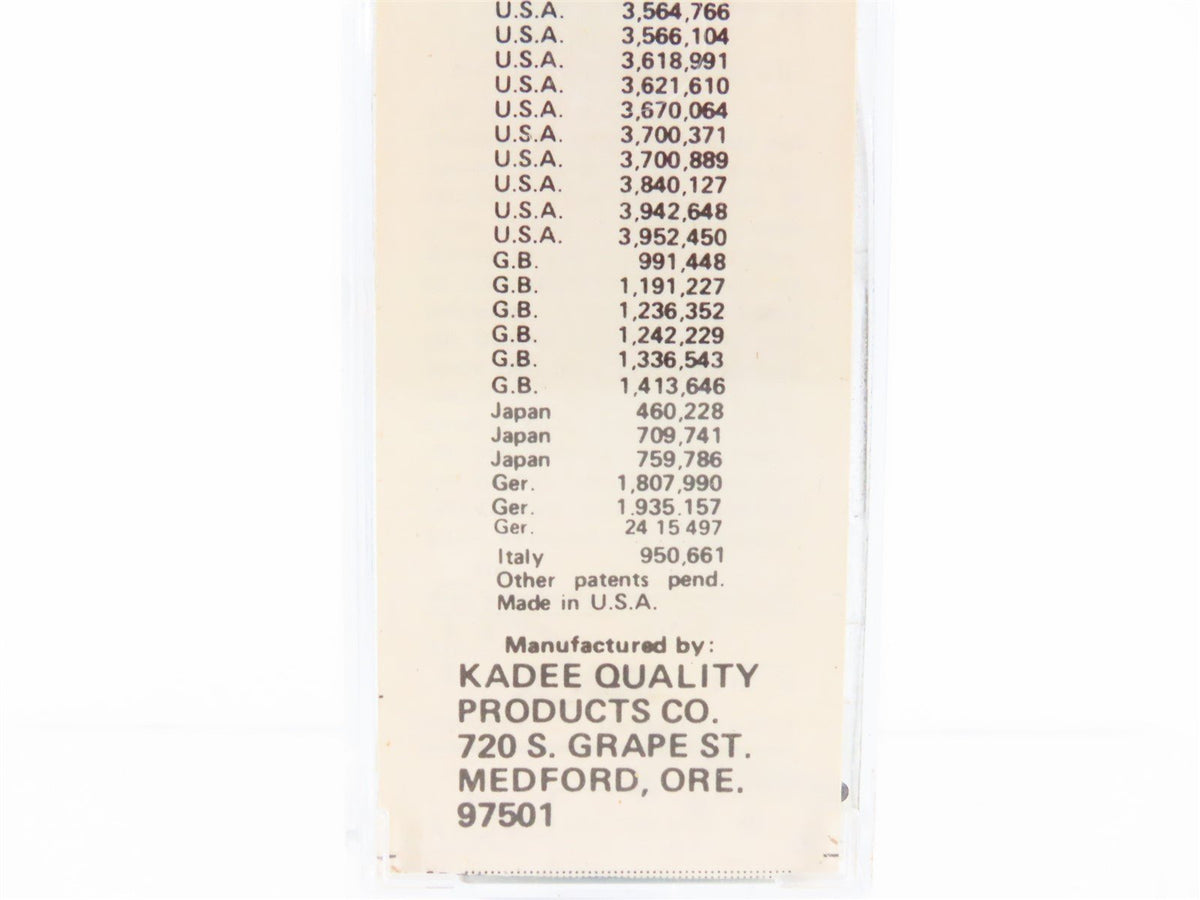 U.S.A. 3,564,766
U.S.A. 3,566,104
U.S.A. 3,618,991
U.S.A. 3,621,610
U.S.A. 3,670,064
U.S.A. 3,700,371
U.S.A. 3,700,889
U.S.A. 3,840,127
U.S.A. 3,942,648
U.S.A. 3,952,450
G.B. 991,448
G.B. 1,191,227
G.B. 1,236,352
G.B. 1,242,229
G.B. 1,336,543
G.B. 1,413,646
Japan 460,228
Japan 709,741
Japan 759,786
Ger. 1,807,990
Ger. 1.935.157
Ger. 24 15 497
Italy 950,661
Other patents pend.
Made in U.S.A.
Manufactured by:
KADEE QUALITY
PRODUCTS CO.
720 S. GRAPE ST.
MEDFORD, ORE.
97501